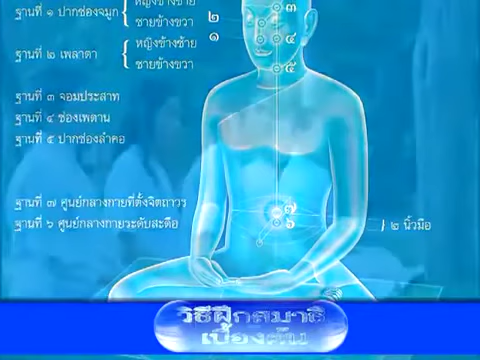 หญิงข้างซ้าย
ฐานที่ ๑ ปากช่องจมูก
ชายข้างขวา
หญิงข้างซ้าย
ฐานที่ ๒ เพลาตา
ชายข้างขวา
ฐานที่ ๓ จอมประสาท
ฐานที่ ๔ ช่องเพดาน
ฐานที่ ๕ ปากช่องลำคอ
ฐานที่ ๗ ศูนย์กลางกายที่ตั้งจิตถาวร
ฐานที่ ๖ ศูนย์กลางกายระดับสะดือ
๒
๑
๓
๔
๕
๗
๖
๒ นิ้วมือ
วิธีฝึกสมาธิ
เบื้องต้น